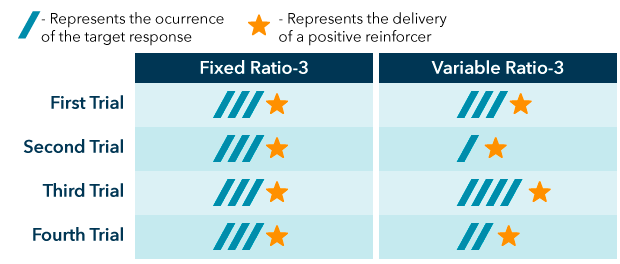 - Represents the ocurrence
of the target response
- Represents the delivery
of a positive reinforcer
Fixed Ratio-3
Variable Ratio-3
First Trial
Second Trial
Third Trial
Fourth Trial